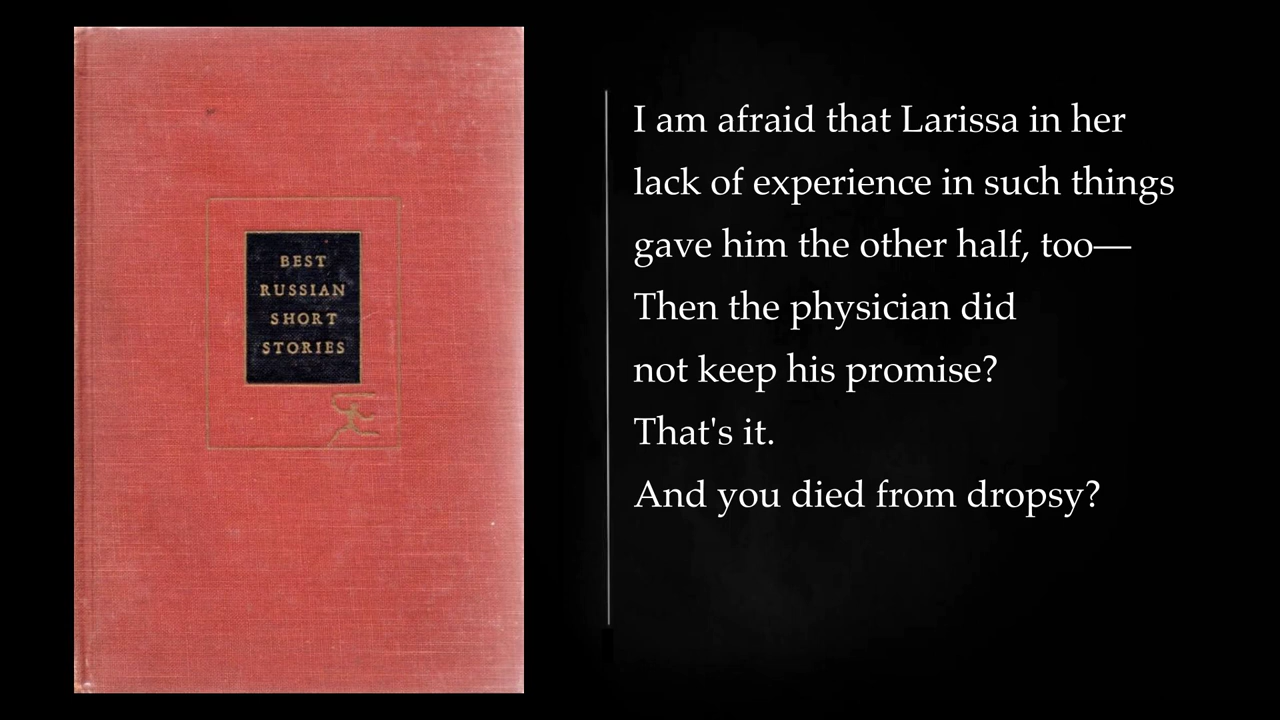 BEST
RUSSIAN
SHORT
STORIES
I am afraid that Larissa in her
lack of experience in such things
gave him the other half, too—
Then the physician did
not keep his promise?
That's it.
And you died from dropsy?